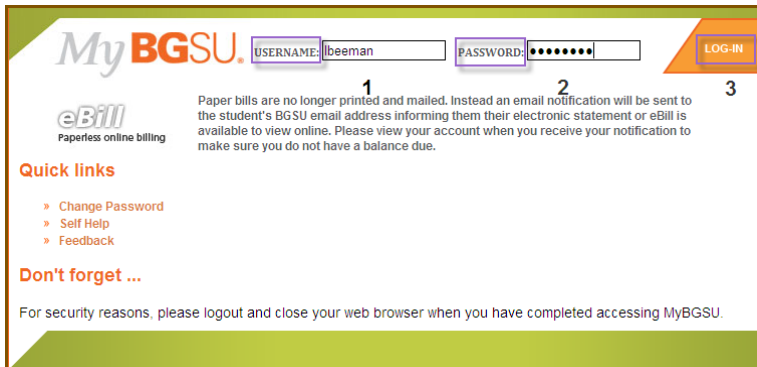 MyBGSU. USERNAME: lbeeman PASSWORD: •••••••• LOG-IN
1 2 3
eBill
Paperless online billing
Paper bills are no longer printed and mailed. Instead an email notification will be sent to
the student's BGSU email address informing them their electronic statement or eBill is
available to view online. Please view your account when you receive your notification to
make sure you do not have a balance due.
Quick links
» Change Password
» Self Help
» Feedback
Don't forget ...
For security reasons, please logout and close your web browser when you have completed accessing MyBGSU.